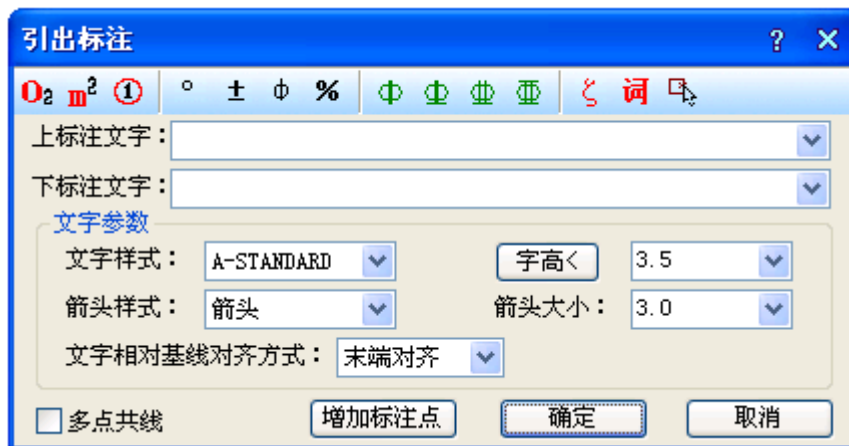 引出标注 ? ×
O₂ m² ① ° ± ϕ % ζ 词
上标注文字：
下标注文字：
文字参数
文字样式： A-STANDARD 字高< 3.5
箭头样式： 箭头 箭头大小： 3.0
文字相对基线对齐方式： 末端对齐
多点共线 增加标注点 确定 取消